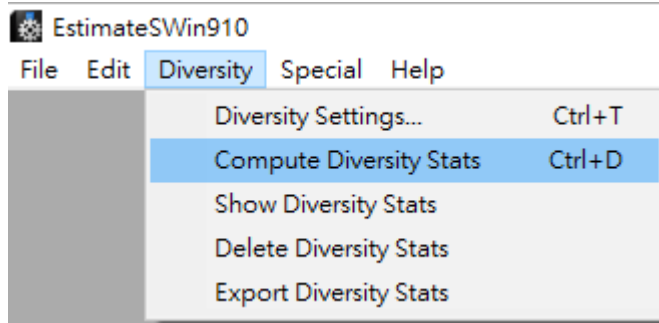 EstimateSWin910
File Edit Diversity Special Help
Diversity Settings... Ctrl+T
Compute Diversity Stats Ctrl+D
Show Diversity Stats
Delete Diversity Stats
Export Diversity Stats